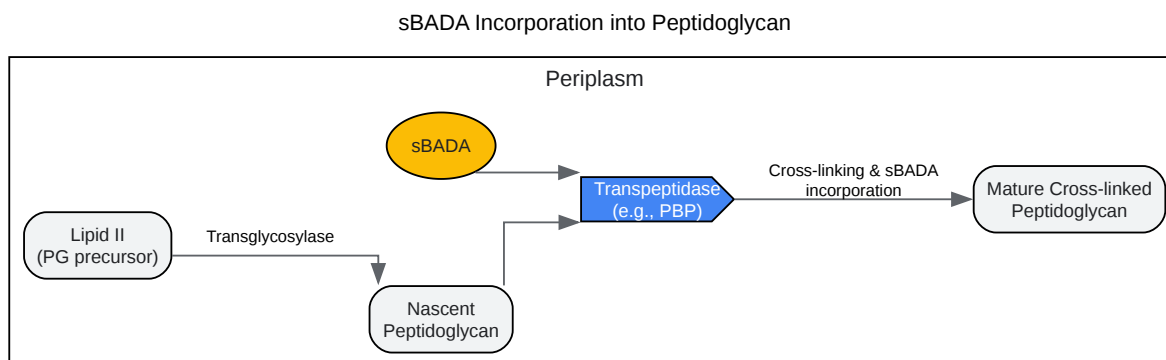 sBADA Incorporation into Peptidoglycan
Periplasm
sBADA
Transpeptidase
(e.g., PBP)
Cross-linking & sBADA
incorporation
Mature Cross-linked
Peptidoglycan
Lipid II
(PG precursor)
Transglycosylase
Nascent
Peptidoglycan